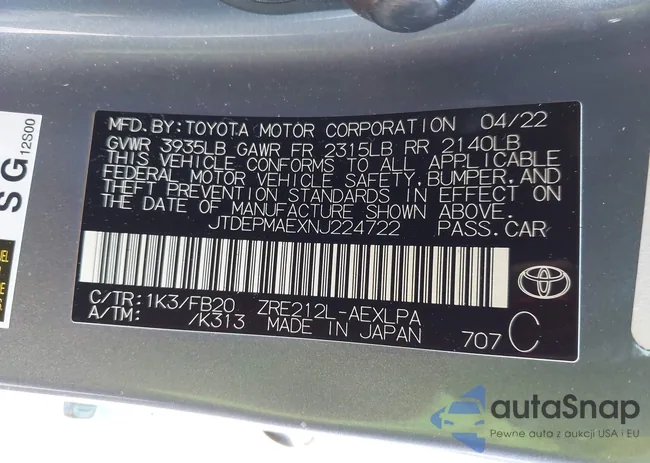 MFD. BY: TOYOTA MOTOR CORPORATION 04/22
GVWR 3935LB GAWR FR 2315LB RR 2140LB
THIS VEHICLE CONFORMS TO ALL APPLICABLE
FEDERAL MOTOR VEHICLE SAFETY, BUMPER, AND
THEFT PREVENTION STANDARDS IN EFFECT ON
THE DATE OF MANUFACTURE SHOWN ABOVE.
JTDEPMAEXNJ224722 PASS. CAR
C/TR: 1K3/FB20 ZRE212L-AEXLPA
A/TM: /K313 MADE IN JAPAN 707 C
SG
12S00
autaSnap
Pewne auta z aukcji USA i EU